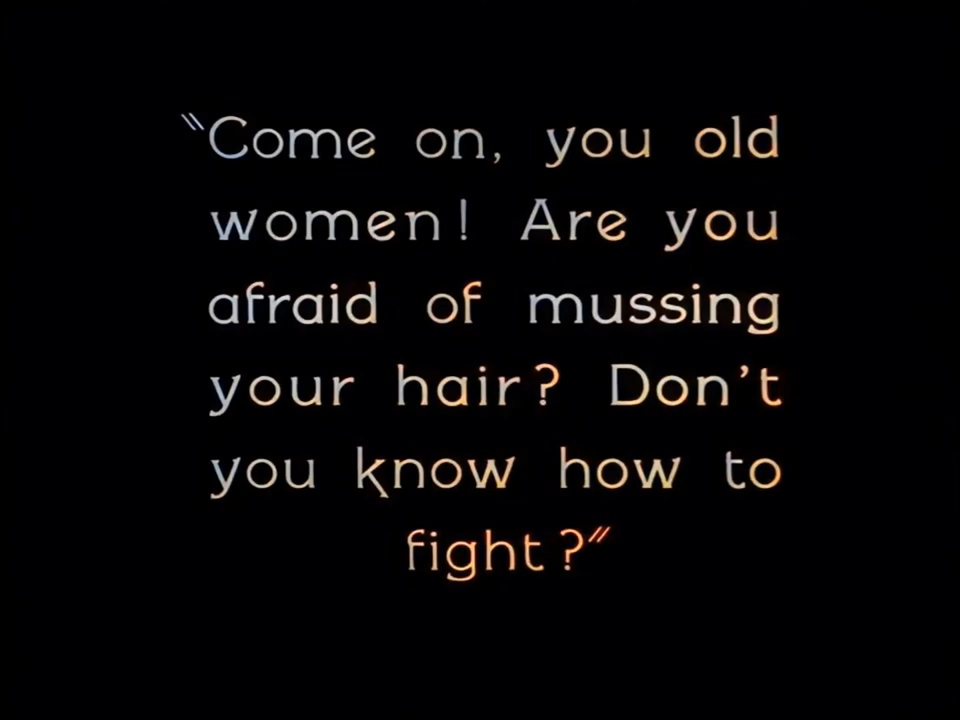 “Come on, you old
women! Are you
afraid of mussing
your hair? Don’t
you know how to
fight?”